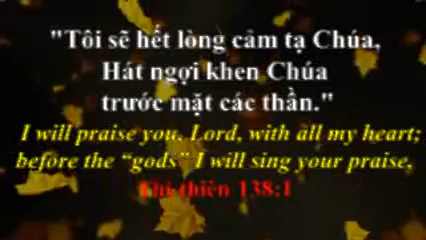 "Tôi sẽ hết lòng cảm tạ Chúa,
Hát ngợi khen Chúa
trước mặt các thần."
I will praise you, Lord, with all my heart;
before the “gods” I will sing your praise,
Thi thiên 138:1